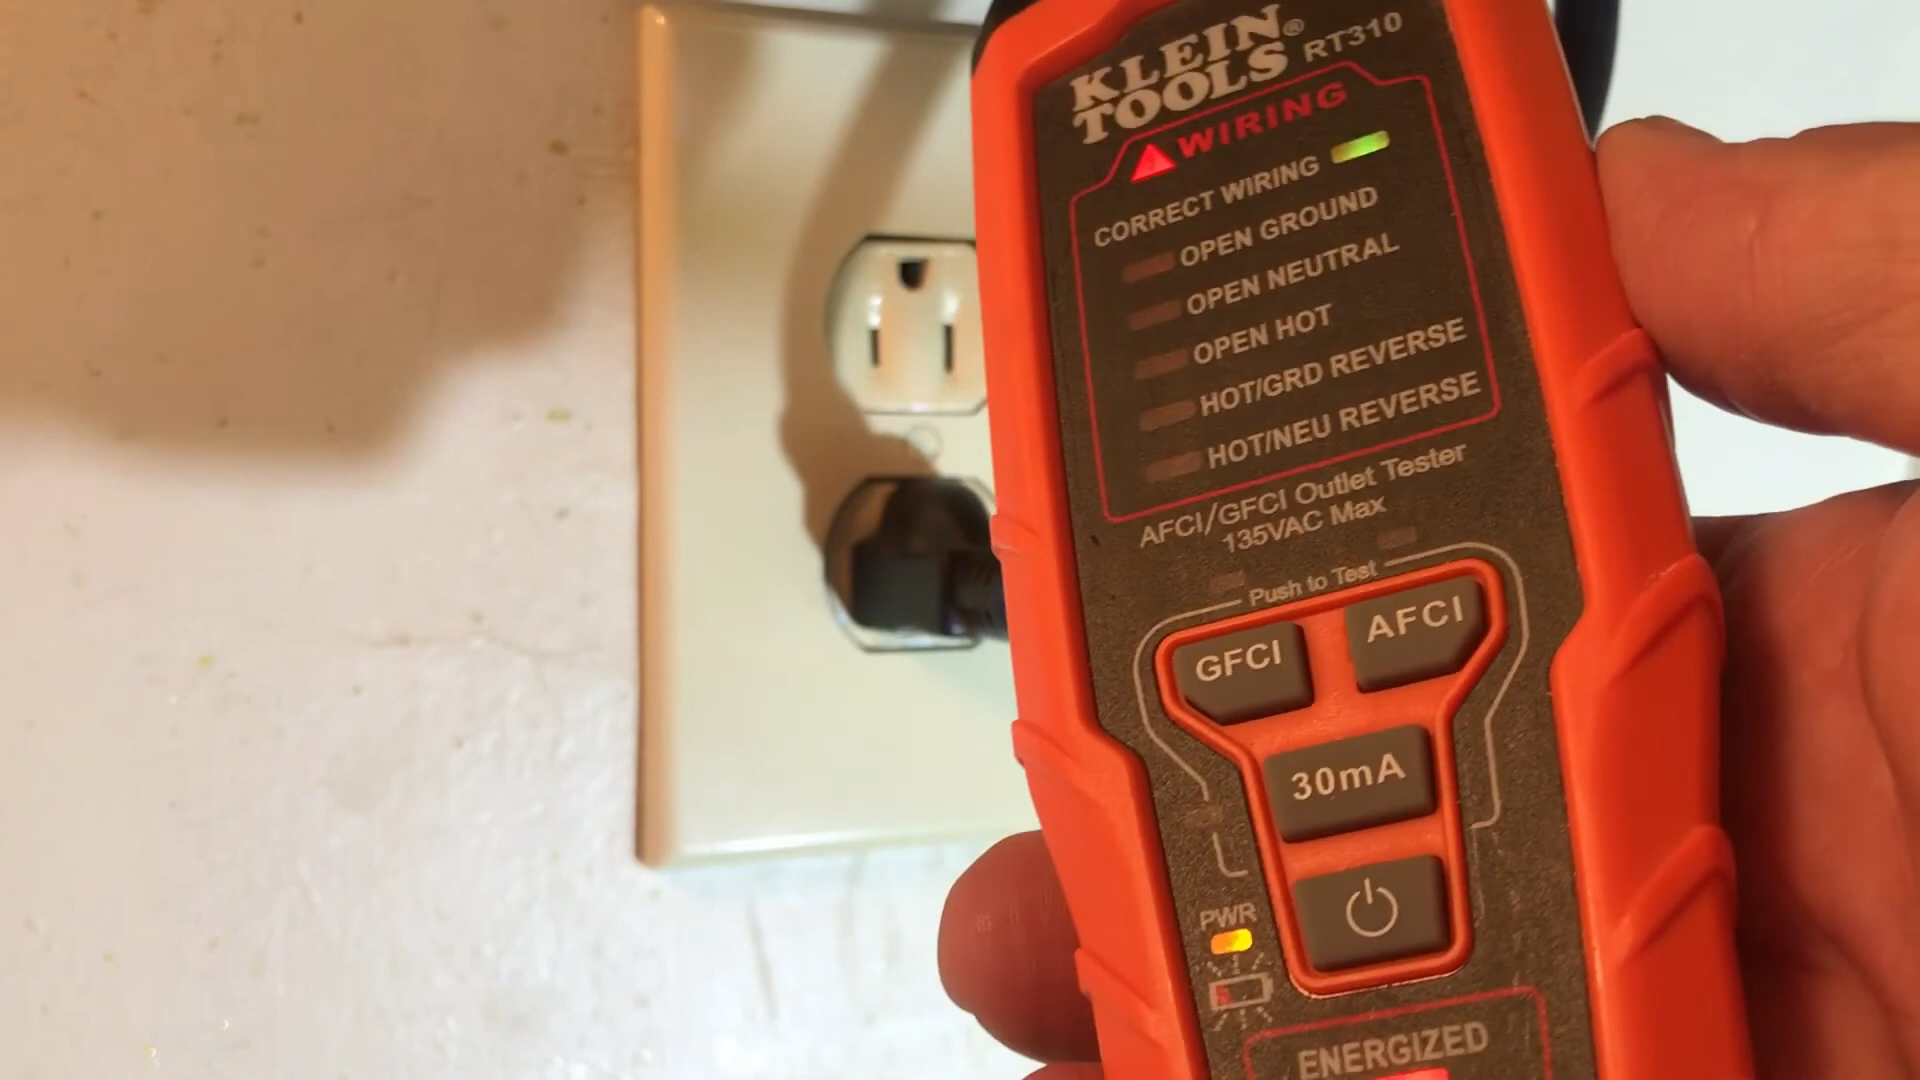 KLEIN
TOOLS® RT310
WIRING
CORRECT WIRING
OPEN GROUND
OPEN NEUTRAL
OPEN HOT
HOT/GRD REVERSE
HOT/NEU REVERSE
AFCI/GFCI Outlet Tester
135VAC Max
Push to Test
GFCI AFCI
30mA
PWR
ENERGIZED